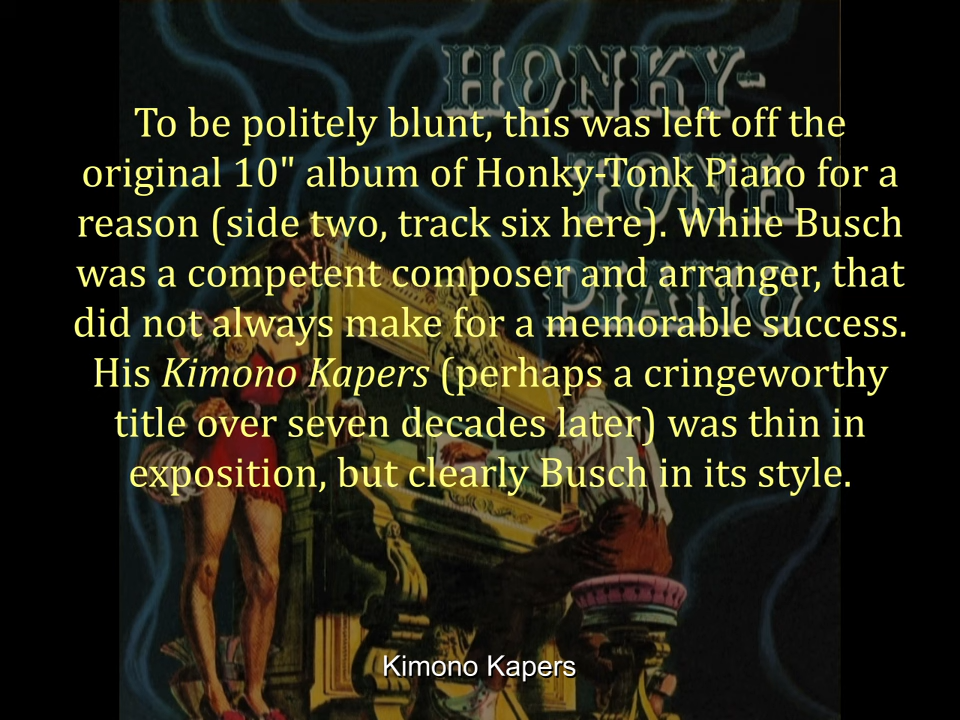 HONKY-
TONK
PIANO
To be politely blunt, this was left off the
original 10" album of Honky-Tonk Piano for a
reason (side two, track six here). While Busch
was a competent composer and arranger, that
did not always make for a memorable success.
His Kimono Kapers (perhaps a cringeworthy
title over seven decades later) was thin in
exposition, but clearly Busch in its style.
Kimono Kapers